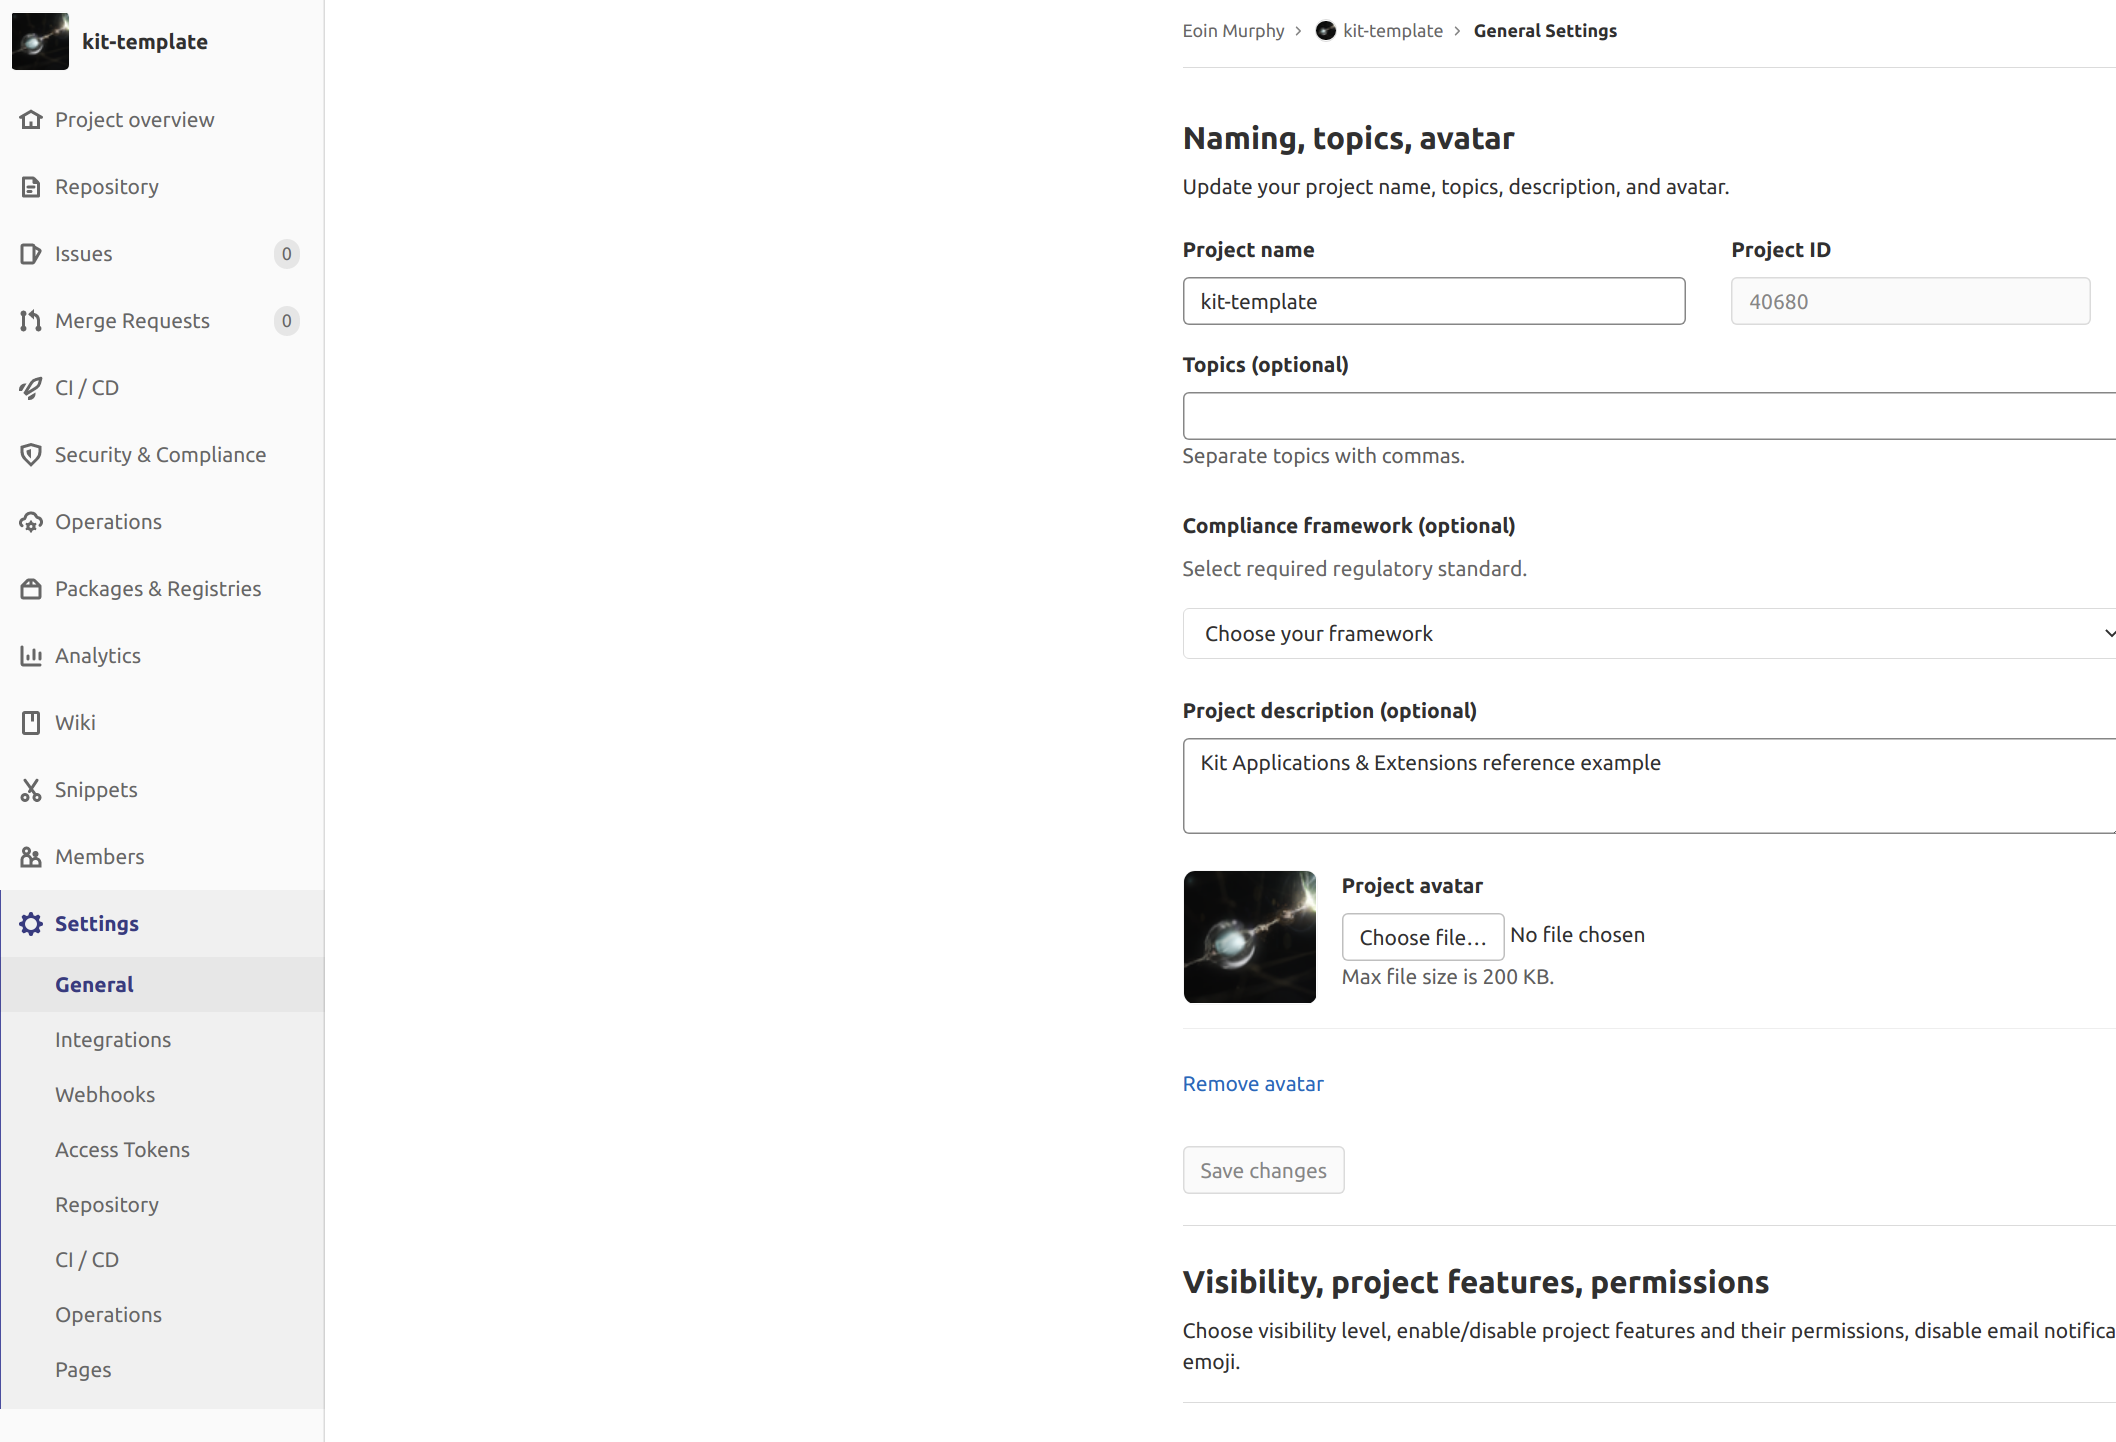 kit-template
Project overview
Repository
Issues 0
Merge Requests 0
CI / CD
Security & Compliance
Operations
Packages & Registries
Analytics
Wiki
Snippets
Members
Settings
General
Integrations
Webhooks
Access Tokens
Repository
CI / CD
Operations
Pages
Eoin Murphy › kit-template › General Settings
Naming, topics, avatar
Update your project name, topics, description, and avatar.
Project name Project ID
kit-template 40680
Topics (optional)
Separate topics with commas.
Compliance framework (optional)
Select required regulatory standard.
Choose your framework
Project description (optional)
Kit Applications & Extensions reference example
Project avatar
Choose file... No file chosen
Max file size is 200 KB.
Remove avatar
Save changes
Visibility, project features, permissions
Choose visibility level, enable/disable project features and their permissions, disable email notifica
emoji.